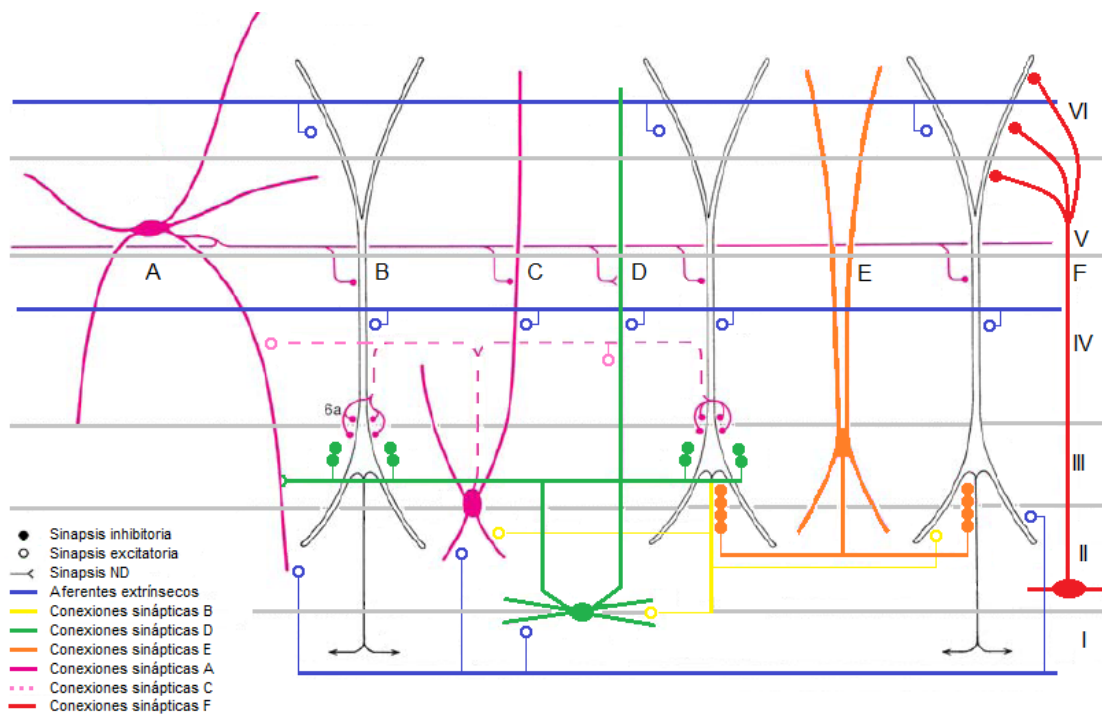 VI
V
A
B
C
D
E
F
IV
6a
III
II
I
Sinapsis inhibitoria
Sinapsis excitatoria
Sinapsis ND
Aferentes extrínsecos
Conexiones sinápticas B
Conexiones sinápticas D
Conexiones sinápticas E
Conexiones sinápticas A
Conexiones sinápticas C
Conexiones sinápticas F